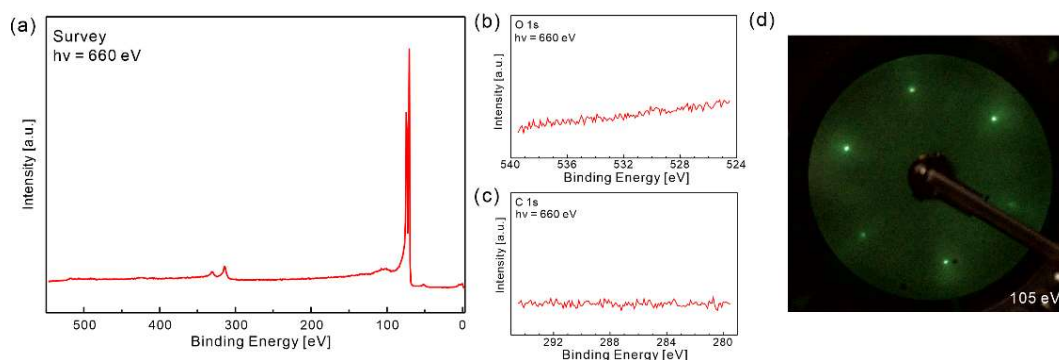 (a)
Survey
hν = 660 eV
Intensity [a.u.]
500 400 300 200 100 0
Binding Energy [eV]
(b)
O 1s
hν = 660 eV
Intensity [a.u.]
540 536 532 528 524
Binding Energy [eV]
(c)
C 1s
hν = 660 eV
Intensity [a.u.]
292 288 284 280
Binding Energy [eV]
(d)
105 eV